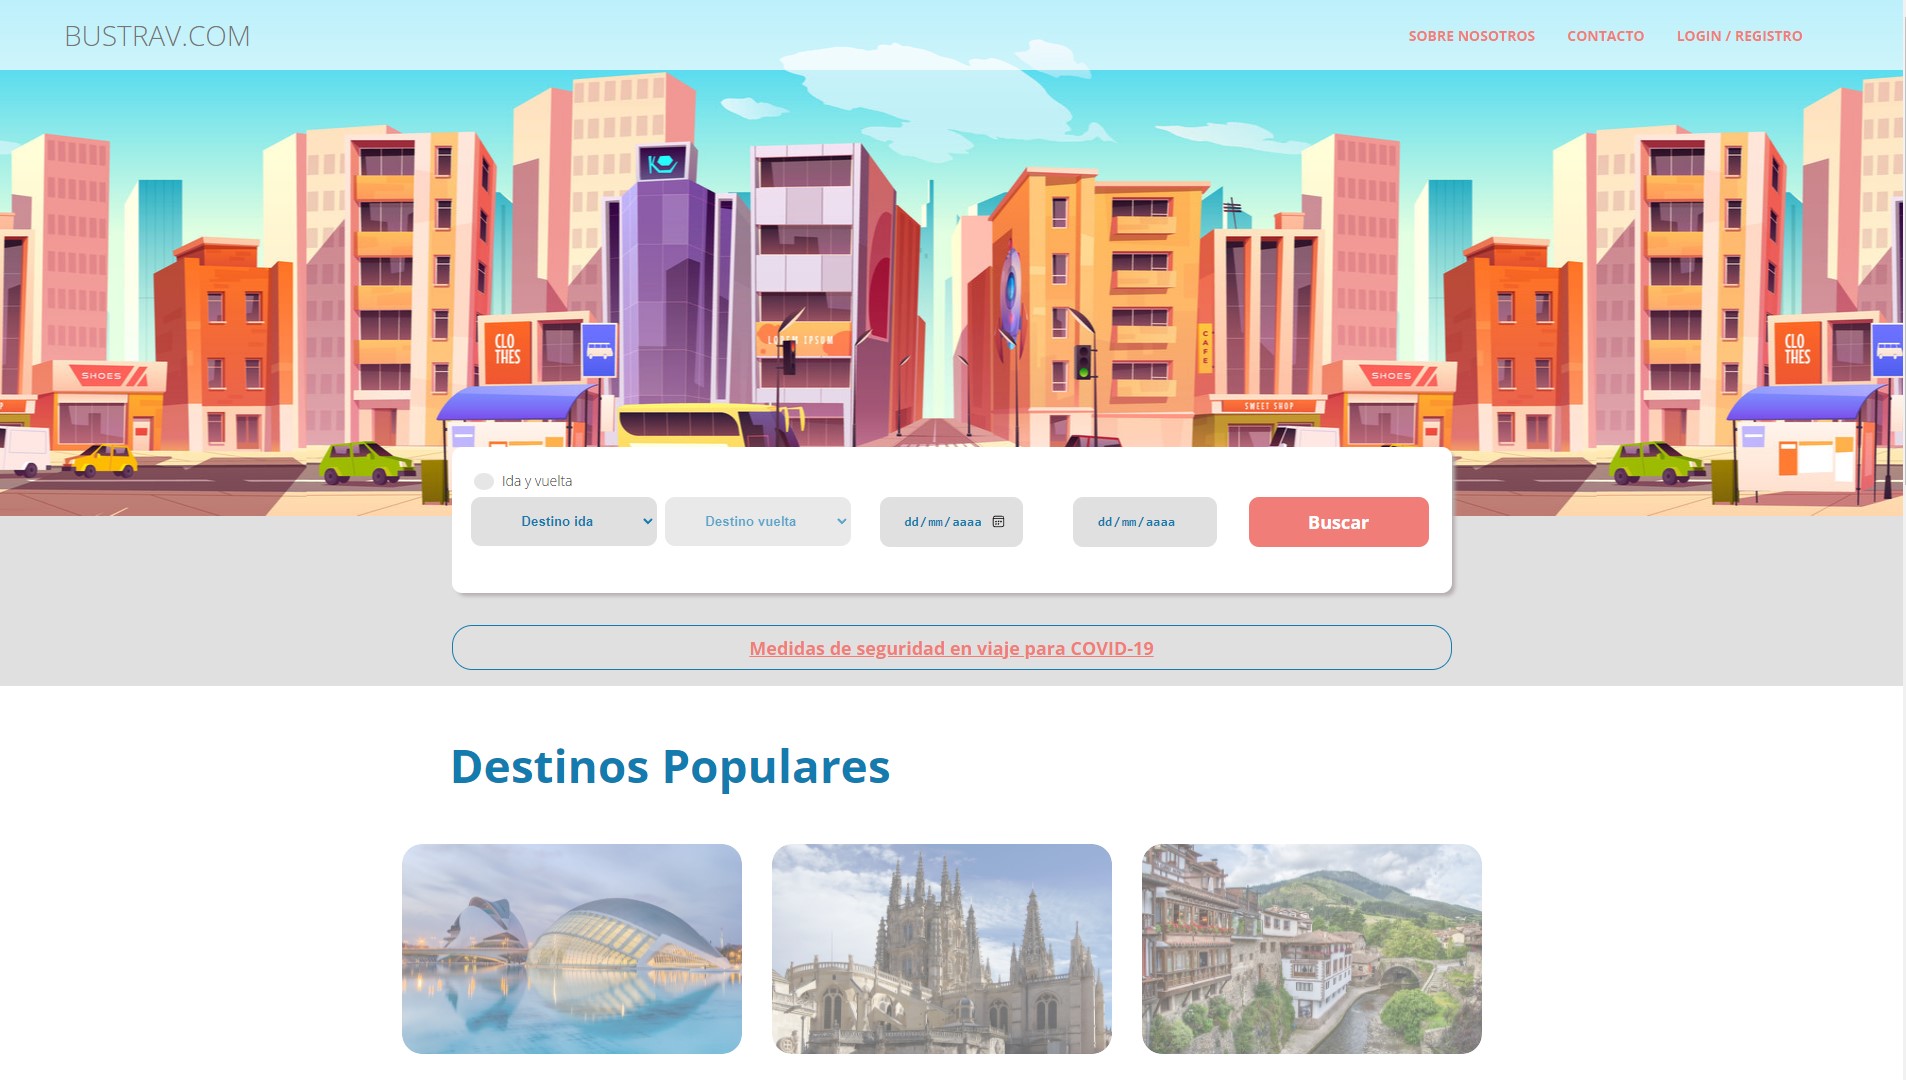 BUSTRAV.COM
SOBRE NOSOTROS CONTACTO LOGIN / REGISTRO
CLO
THES
LOREM IPSUM
CAFE
CLO
THES
SHOES
SHOES
SWEET SHOP
Ida y vuelta
Destino ida Destino vuelta dd/mm/aaaa dd/mm/aaaa Buscar
Medidas de seguridad en viaje para COVID-19
Destinos Populares